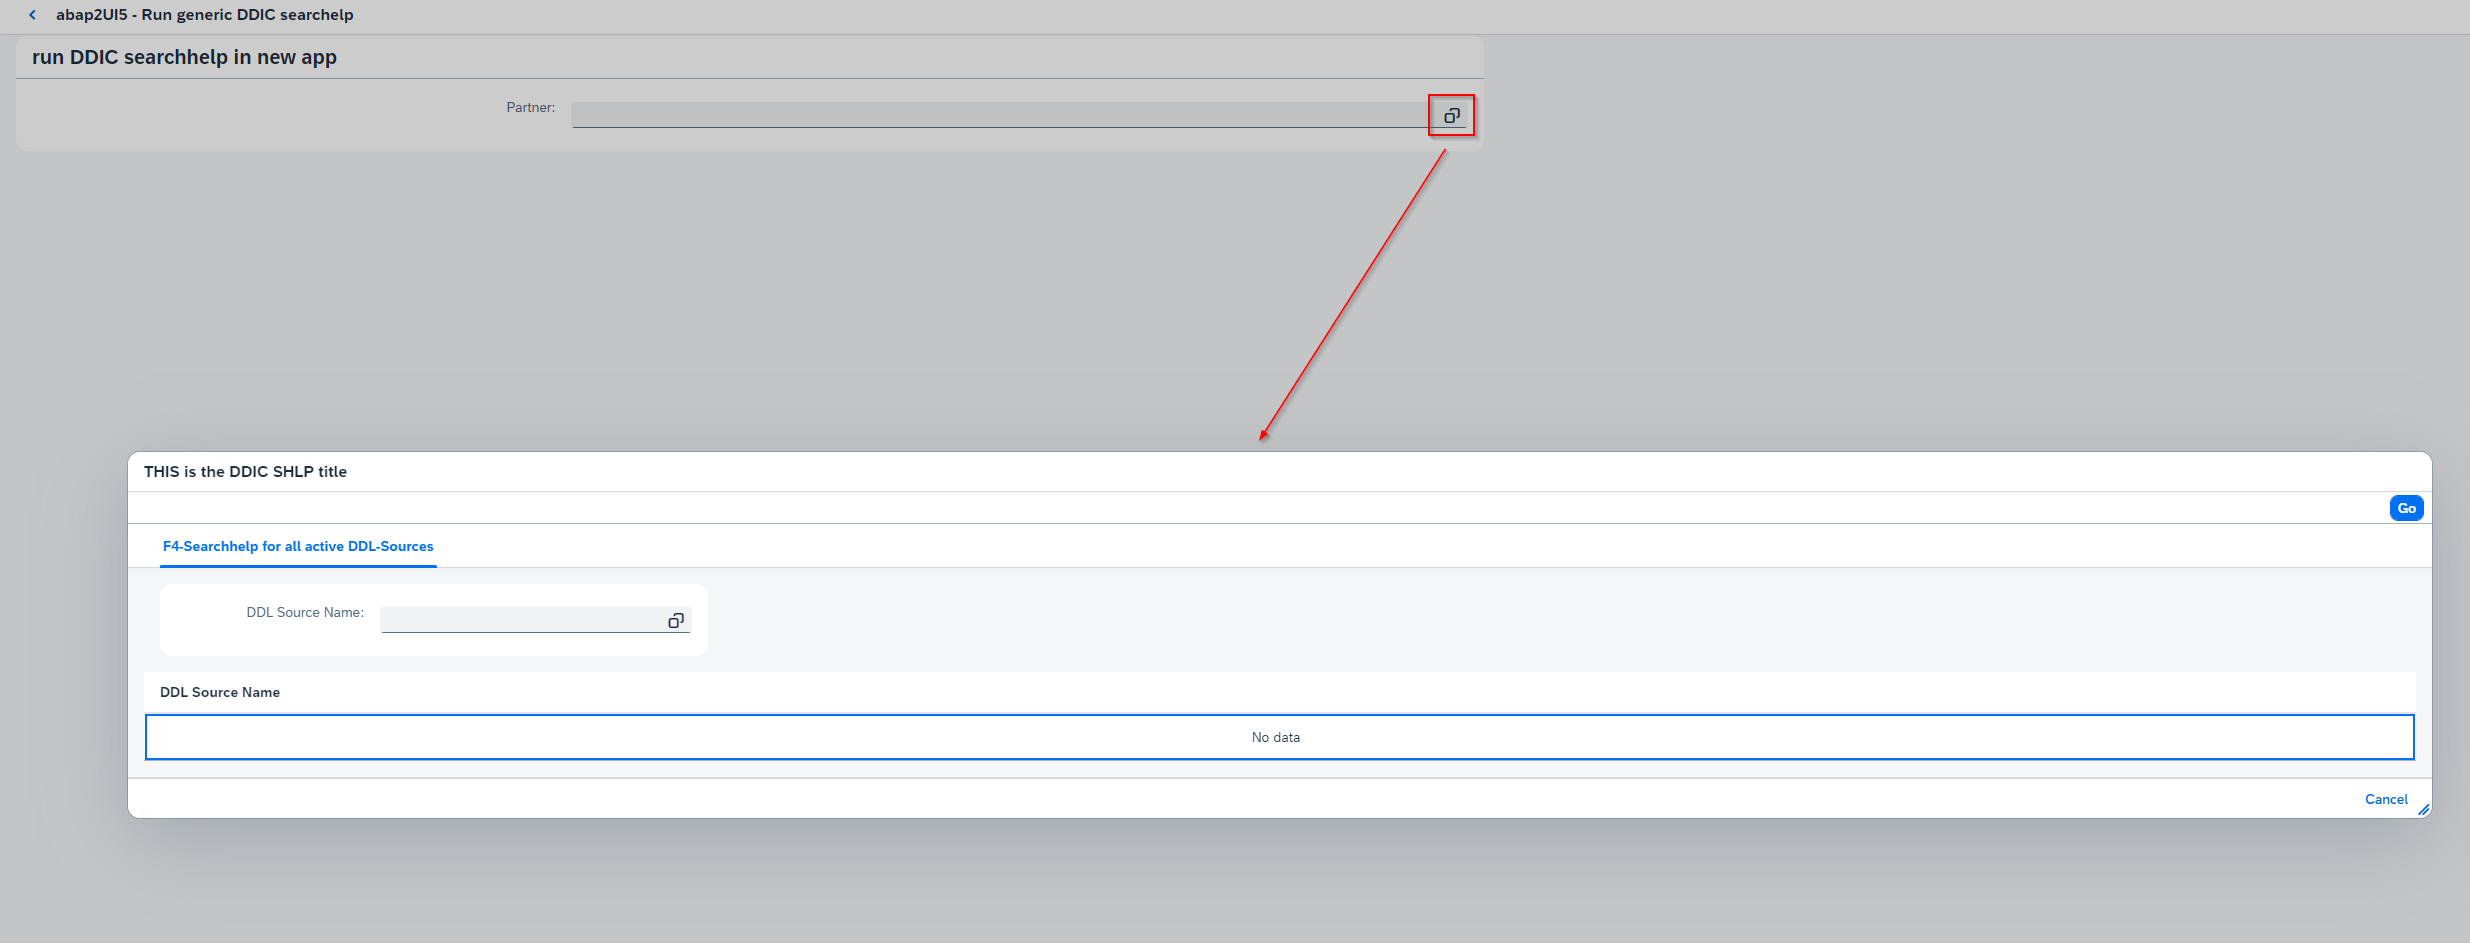 abap2UI5 - Run generic DDIC searchelp
run DDIC searchhelp in new app
Partner:
THIS is the DDIC SHLP title
Go
F4-Searchhelp for all active DDL-Sources
DDL Source Name:
DDL Source Name
No data
Cancel